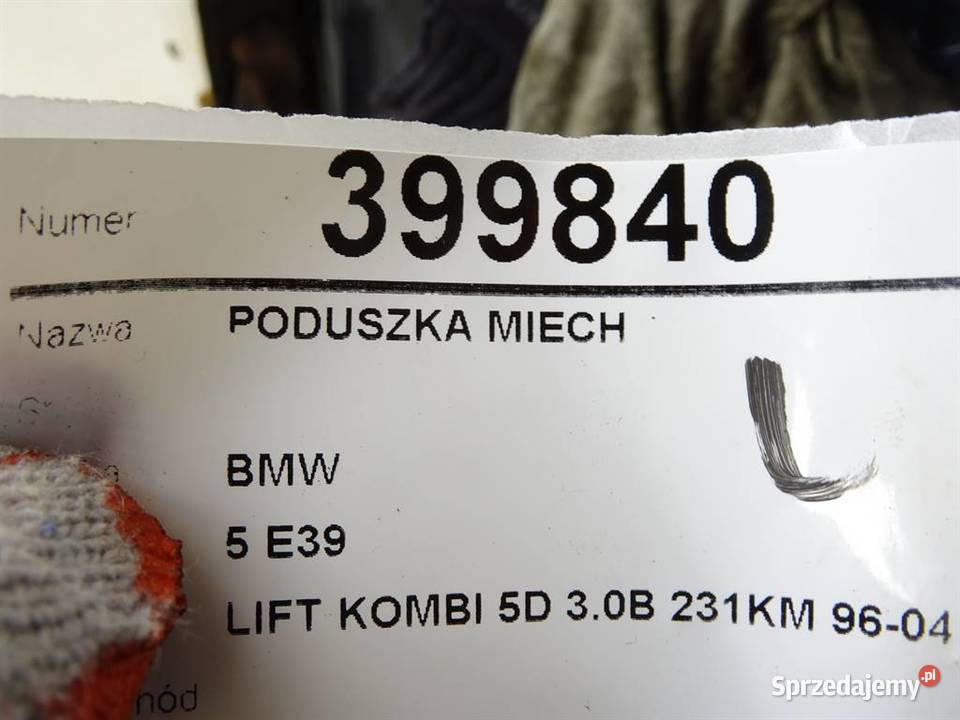 Numer 399840
Nazwa PODUSZKA MIECH
BMW
5 E39
LIFT KOMBI 5D 3.0B 231KM 96-04
Sprzedajemy.pl